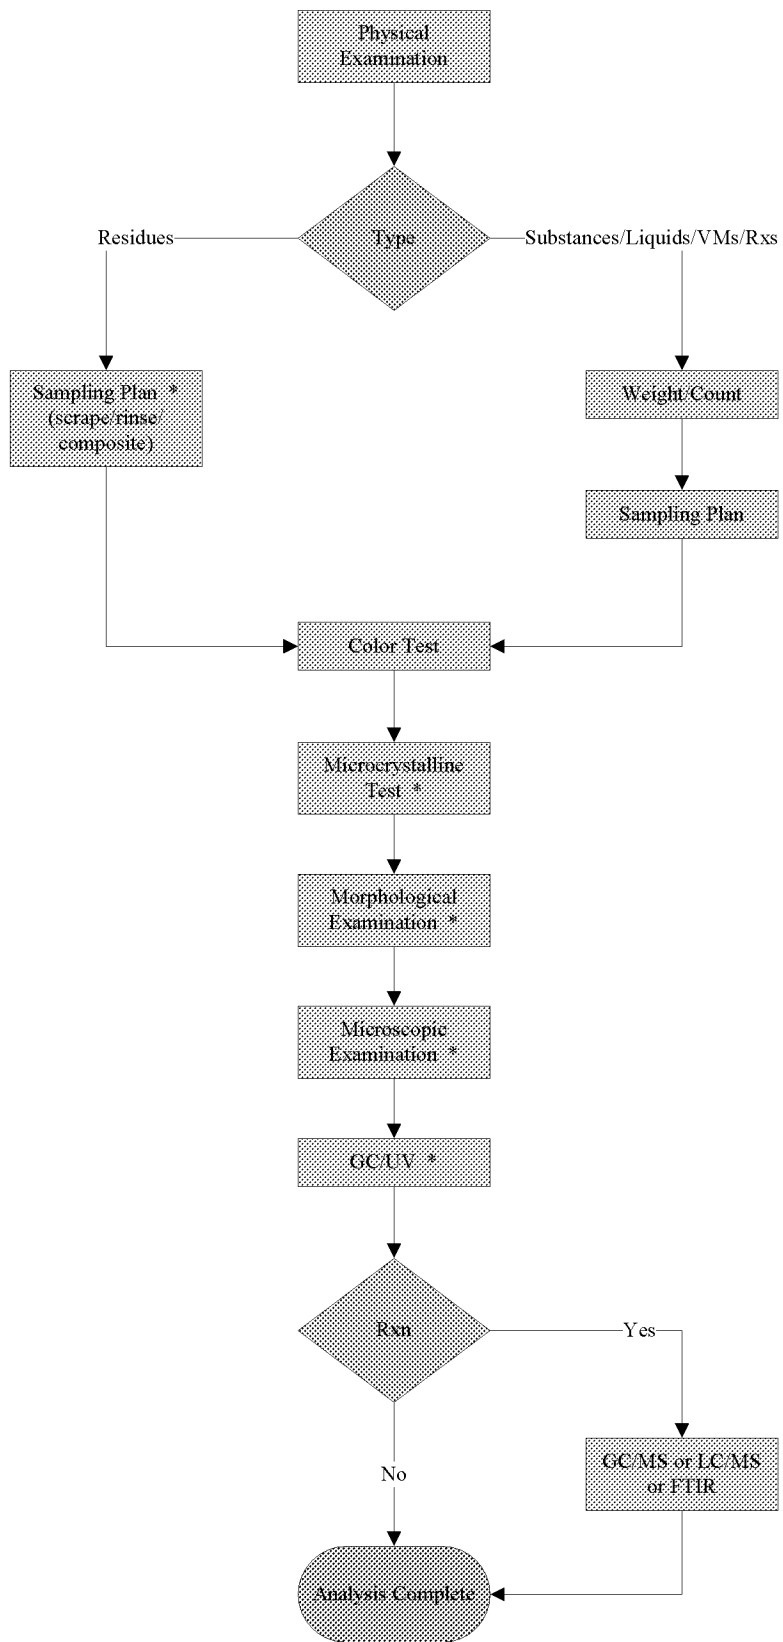 Physical
Examination
Type
Residues
Substances/Liquids/VMs/Rxs
Sampling Plan *
(scrape/rinse/
composite)
Weight/Count
Sampling Plan
Color Test
Microcrystalline
Test *
Morphological
Examination *
Microscopic
Examination *
GC/UV *
Rxn
Yes
No
GC/MS or LC/MS
or FTIR
Analysis Complete